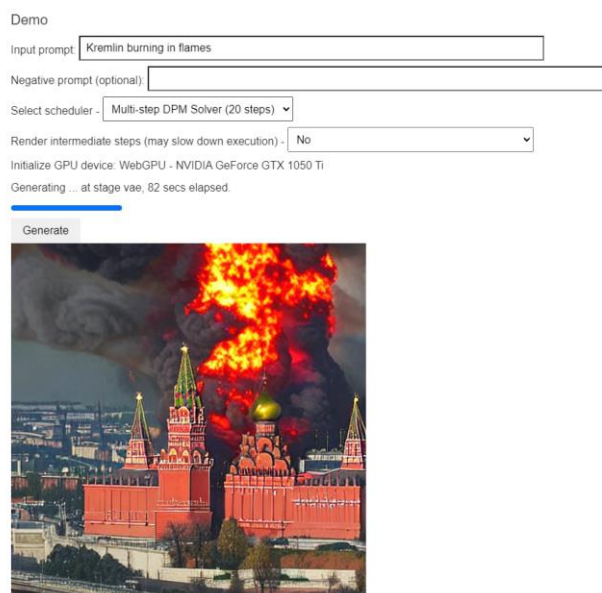 Demo
Input prompt: Kremlin burning in flames
Negative prompt (optional):
Select scheduler - Multi-step DPM Solver (20 steps)
Render intermediate steps (may slow down execution) - No
Initialize GPU device: WebGPU - NVIDIA GeForce GTX 1050 Ti
Generating ... at stage vae, 82 secs elapsed.
Generate